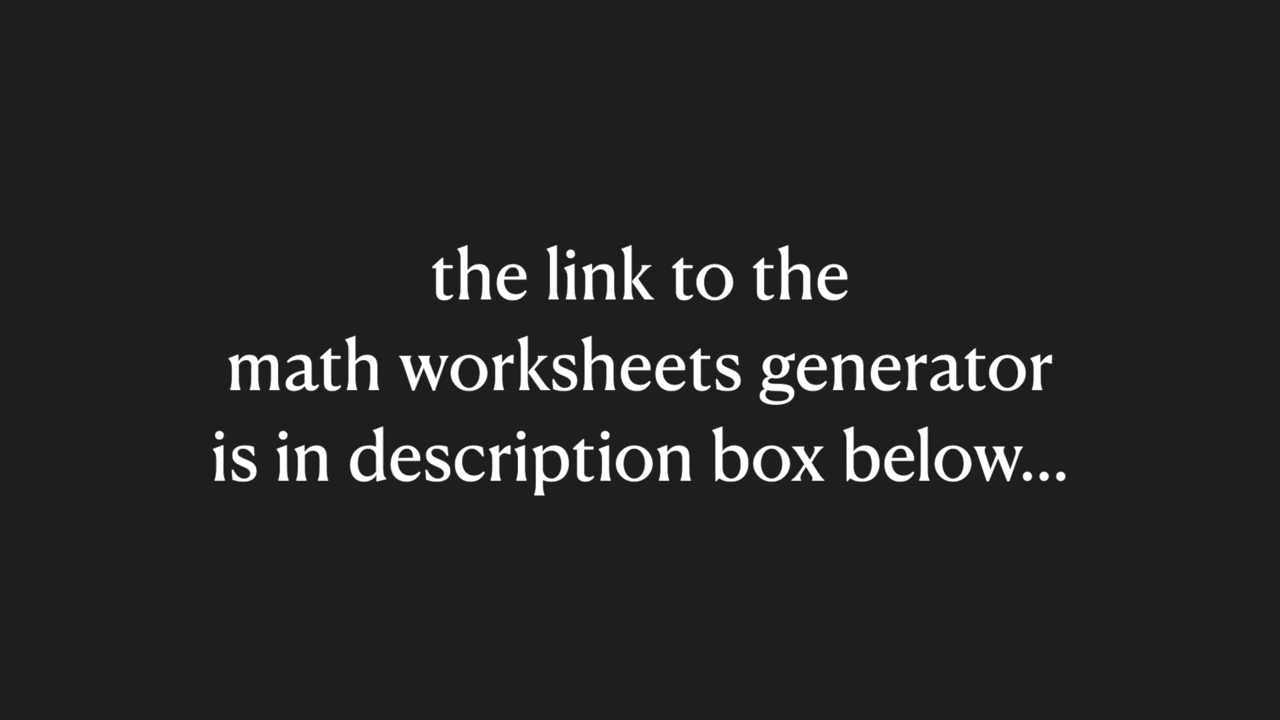 the link to the
math worksheets generator
is in description box below...